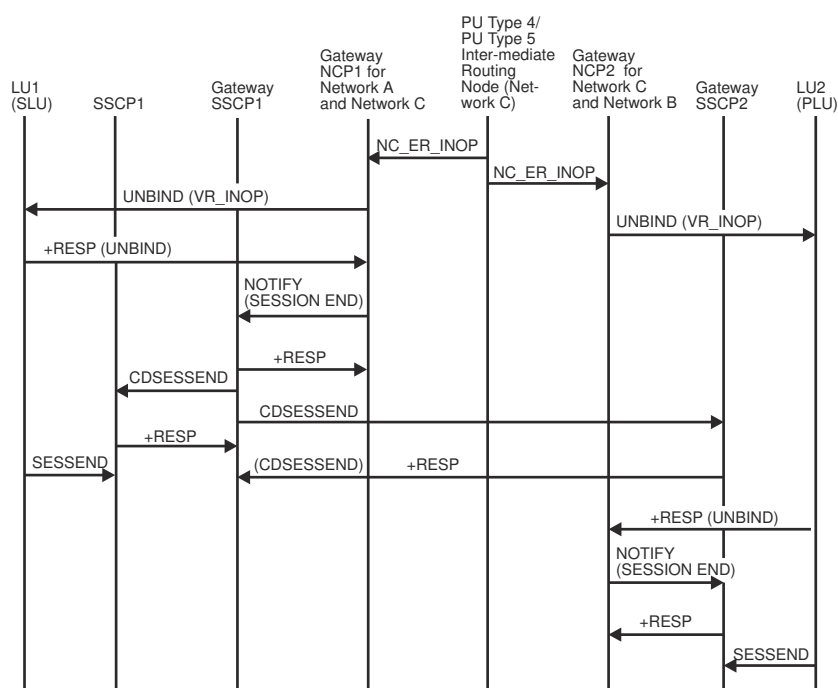 LU1
(SLU)
SSCP1
Gateway
SSCP1
Gateway
NCP1 for
Network A
and Network C
PU Type 4/
PU Type 5
Inter-mediate
Routing
Node (Net-
work C)
Gateway
NCP2 for
Network C
and Network B
Gateway
SSCP2
LU2
(PLU)
NC_ER_INOP
NC_ER_INOP
UNBIND (VR_INOP)
UNBIND (VR_INOP)
+RESP (UNBIND)
NOTIFY
(SESSION END)
+RESP
CDSESSEND
CDSESSEND
+RESP
SESSEND
(CDSESSEND) +RESP
+RESP (UNBIND)
NOTIFY
(SESSION END)
+RESP
SESSEND